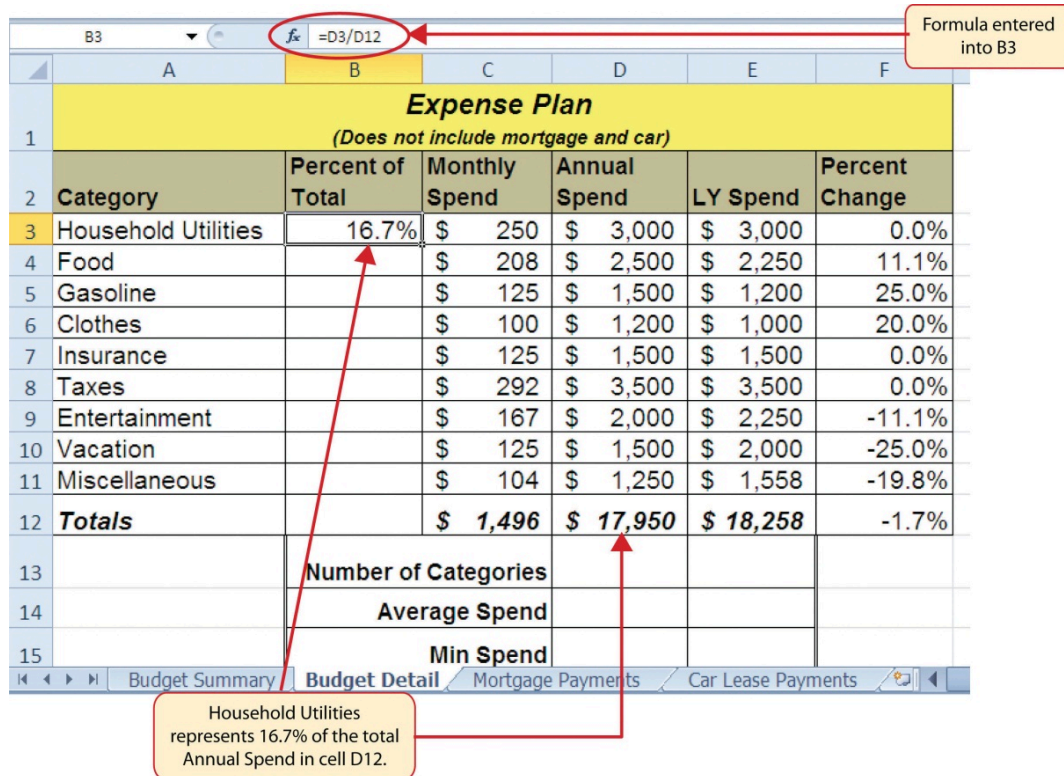 Formula entered
into B3
B3 fx =D3/D12
A B C D E F
1 Expense Plan
(Does not include mortgage and car)
2 Category Percent of Total Monthly Spend Annual Spend LY Spend Percent Change
3 Household Utilities 16.7% $ 250 $ 3,000 $ 3,000 0.0%
4 Food $ 208 $ 2,500 $ 2,250 11.1%
5 Gasoline $ 125 $ 1,500 $ 1,200 25.0%
6 Clothes $ 100 $ 1,200 $ 1,000 20.0%
7 Insurance $ 125 $ 1,500 $ 1,500 0.0%
8 Taxes $ 292 $ 3,500 $ 3,500 0.0%
9 Entertainment $ 167 $ 2,000 $ 2,250 -11.1%
10 Vacation $ 125 $ 1,500 $ 2,000 -25.0%
11 Miscellaneous $ 104 $ 1,250 $ 1,558 -19.8%
12 Totals $ 1,496 $ 17,950 $ 18,258 -1.7%
13 Number of Categories
14 Average Spend
15 Min Spend
Budget Summary Budget Detail Mortgage Payments Car Lease Payments
Household Utilities
represents 16.7% of the total
Annual Spend in cell D12.